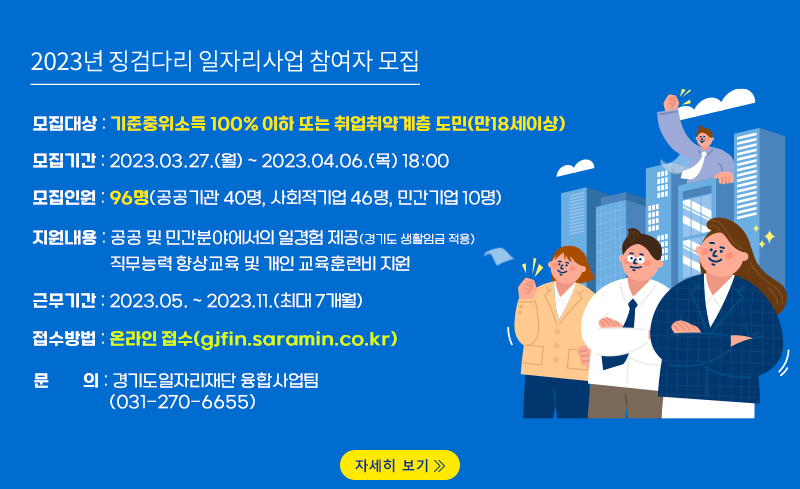 2023년 징검다리 일자리사업 참여자 모집
모집대상 : 기준중위소득 100% 이하 또는 취업취약계층 도민(만18세이상)
모집기간 : 2023.03.27.(월) ~ 2023.04.06.(목) 18:00
모집인원 : 96명(공공기관 40명, 사회적기업 46명, 민간기업 10명)
지원내용 : 공공 및 민간분야에서의 일경험 제공(경기도 생활임금 적용)
직무능력 향상교육 및 개인 교육훈련비 지원
근무기간 : 2023.05. ~ 2023.11.(최대 7개월)
접수방법 : 온라인 접수(gjfin.saramin.co.kr)
문 의 : 경기도일자리재단 융합사업팀
(031-270-6655)
자세히 보기 》